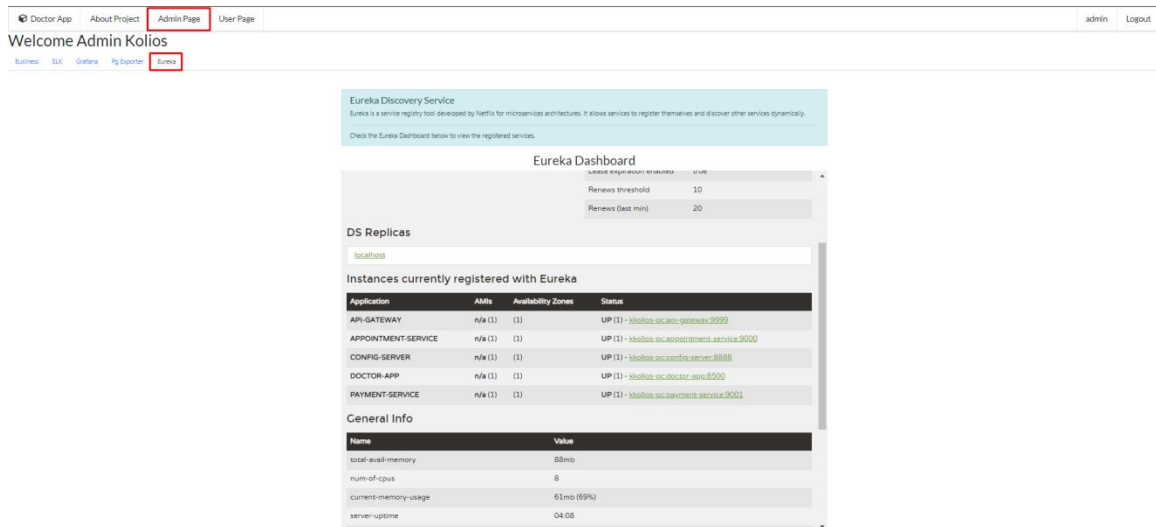 Doctor App About Project Admin Page User Page admin Logout
Welcome Admin Kolios
Business ELK Grafana Pg Exporter Eureka
Eureka Discovery Service
Eureka is a service registry tool developed by Netflix for microservices architectures. It allows services to register themselves and discover other services dynamically.
Check the Eureka Dashboard below to view the registered services.
Eureka Dashboard
Lease expiration enabled true
Renews threshold 10
Renews (last min) 20
DS Replicas
localhost
Instances currently registered with Eureka
Application AMIs Availability Zones Status
API-GATEWAY n/a (1) (1) UP (1) - kkolios-pc:api-gateway:9999
APPOINTMENT-SERVICE n/a (1) (1) UP (1) - kkolios-pc:appointment-service:9000
CONFIG-SERVER n/a (1) (1) UP (1) - kkolios-pc:config-server:8888
DOCTOR-APP n/a (1) (1) UP (1) - kkolios-pc:doctor-app:8500
PAYMENT-SERVICE n/a (1) (1) UP (1) - kkolios-pc:payment-service:9001
General Info
Name Value
total-avail-memory 88mb
num-of-cpus 8
current-memory-usage 61mb (69%)
server-uptime 04:08